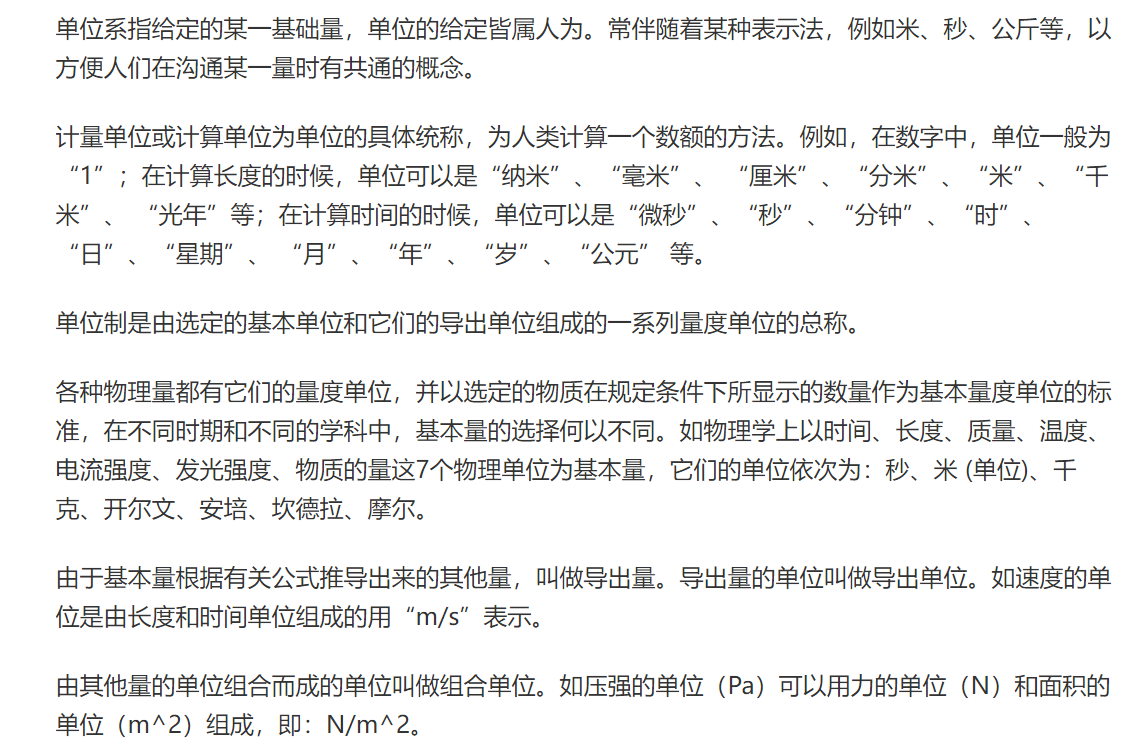 单位系指给定的某一基础量，单位的给定皆属人为。常伴随着某种表示法，例如米、秒、公斤等，以
方便人们在沟通某一量时有共通的概念。
计量单位或计算单位为单位的具体统称，为人类计算一个数额的方法。例如，在数字中，单位一般为
“1”；在计算长度的时候，单位可以是“纳米”、“毫米”、 “厘米”、“分米”、“米”、“千
米”、 “光年”等；在计算时间的时候，单位可以是“微秒”、“秒”、“分钟”、“时”、
“日”、“星期”、 “月”、“年”、“岁”、“公元” 等。
单位制是由选定的基本单位和它们的导出单位组成的一系列量度单位的总称。
各种物理量都有它们的量度单位，并以选定的物质在规定条件下所显示的数量作为基本量度单位的标
准，在不同时期和不同的学科中，基本量的选择何以不同。如物理学上以时间、长度、质量、温度、
电流强度、发光强度、物质的量这7个物理单位为基本量，它们的单位依次为：秒、米 (单位)、千
克、开尔文、安培、坎德拉、摩尔。
由于基本量根据有关公式推导出来的其他量，叫做导出量。导出量的单位叫做导出单位。如速度的单
位是由长度和时间单位组成的用“m/s”表示。
由其他量的单位组合而成的单位叫做组合单位。如压强的单位（Pa）可以用力的单位（N）和面积的
单位（m^2）组成，即：N/m^2。